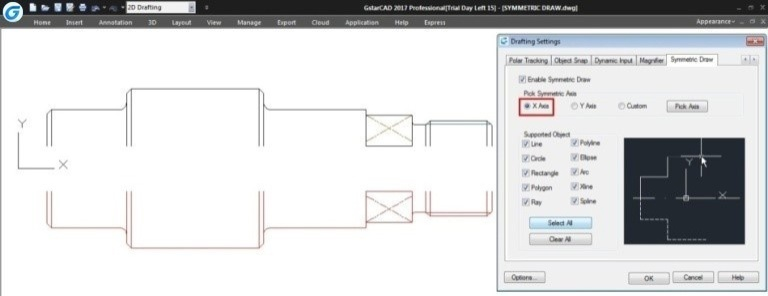 2D Drafting
GstarCAD 2017 Professional(Trial Day Left 15) - [SYMMETRIC DRAW.dwg]
Home Insert Annotation 3D Layout View Manage Export Cloud Application Help Express Appearance
Drafting Settings
Polar Tracking Object Snap Dynamic Input Magnifier Symmetric Draw
Enable Symmetric Draw
Pick Symmetric Axis
X Axis Y Axis Custom Pick Axis
Supported Object
Line Polyline
Circle Ellipse
Rectangle Arc
Polygon Xline
Ray Spline
Select All
Clear All
Y
X
Y
X
Options... OK Cancel Help